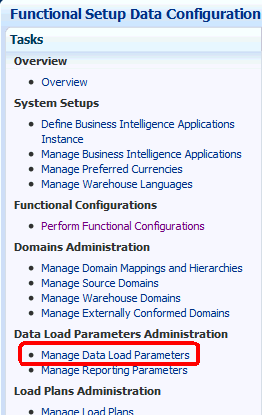 Functional Setup Data Configuration
Tasks
Overview
Overview
System Setups
Define Business Intelligence Applications
Instance
Manage Business Intelligence Applications
Manage Preferred Currencies
Manage Warehouse Languages
Functional Configurations
Perform Functional Configurations
Domains Administration
Manage Domain Mappings and Hierarchies
Manage Source Domains
Manage Warehouse Domains
Manage Externally Conformed Domains
Data Load Parameters Administration
Manage Data Load Parameters
Manage Reporting Parameters
Load Plans Administration
Manage Load Plans